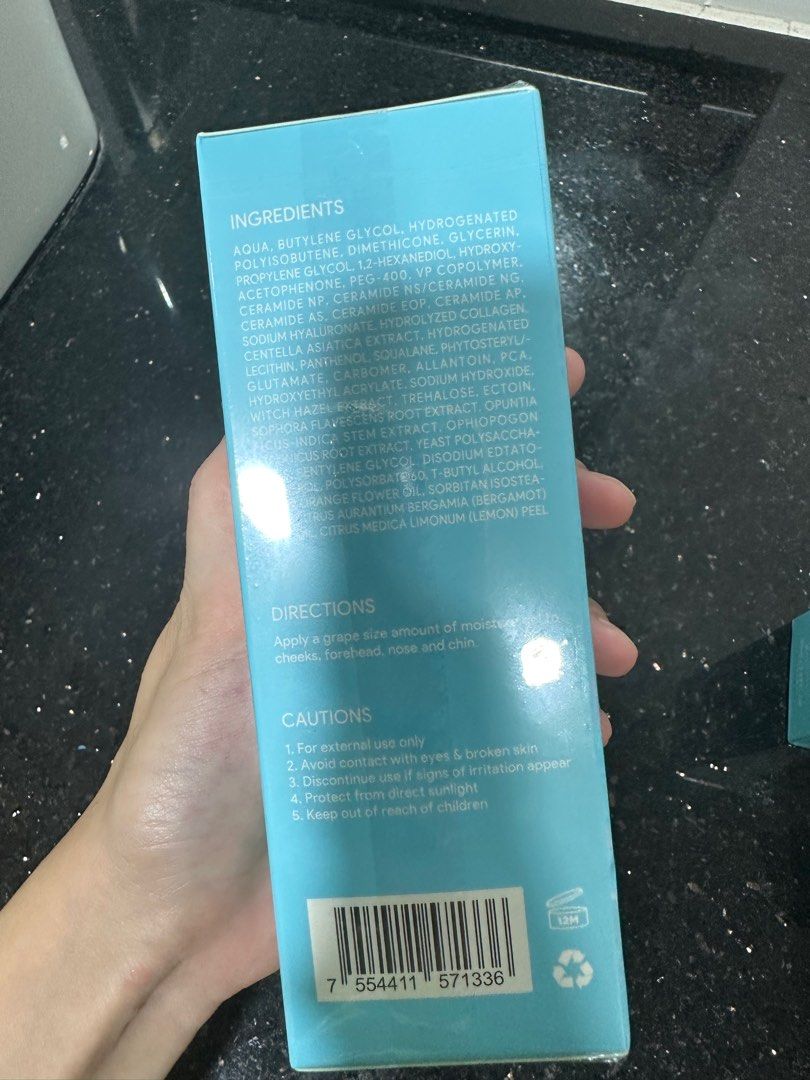 INGREDIENTS
AQUA, BUTYLENE GLYCOL, HYDROGENATED
POLYISOBUTENE, DIMETHICONE, GLYCERIN,
PROPYLENE GLYCOL, 1,2-HEXANEDIOL, HYDROXY-
ACETOPHENONE, PEG-400, VP COPOLYMER,
CERAMIDE NP, CERAMIDE NS/CERAMIDE NG,
CERAMIDE AS, CERAMIDE EOP, CERAMIDE AP,
SODIUM HYALURONATE, HYDROLYZED COLLAGEN,
CENTELLA ASIATICA EXTRACT, HYDROGENATED
LECITHIN, PANTHENOL, SQUALANE, PHYTOSTERYL/-
GLUTAMATE, CARBOMER, ALLANTOIN, PCA,
HYDROXYETHYL ACRYLATE, SODIUM HYDROXIDE,
WITCH HAZEL EXTRACT, TREHALOSE, ECTOIN,
SOPHORA FLAVESCENS ROOT EXTRACT, OPUNTIA
-INDICA STEM EXTRACT, OPHIOPOGON
ROOT EXTRACT, YEAST POLYSACCHA-
GLYCOL, DISODIUM EDTATO-
POLYSORBATE60, T-BUTYL ALCOHOL,
FLOWER OIL, SORBITAN ISOSTEA-
AURANTIUM BERGAMIA (BERGAMOT)
CITRUS MEDICA LIMONUM (LEMON) PEEL
DIRECTIONS
Apply a grape size amount of to
cheeks, forehead, nose and chin.
CAUTIONS
1. For external use only
2. Avoid contact with eyes & broken skin
3. Discontinue use if signs of irritation appear
4. Protect from direct sunlight
5. Keep out of reach of children
12M
7 554411 571336